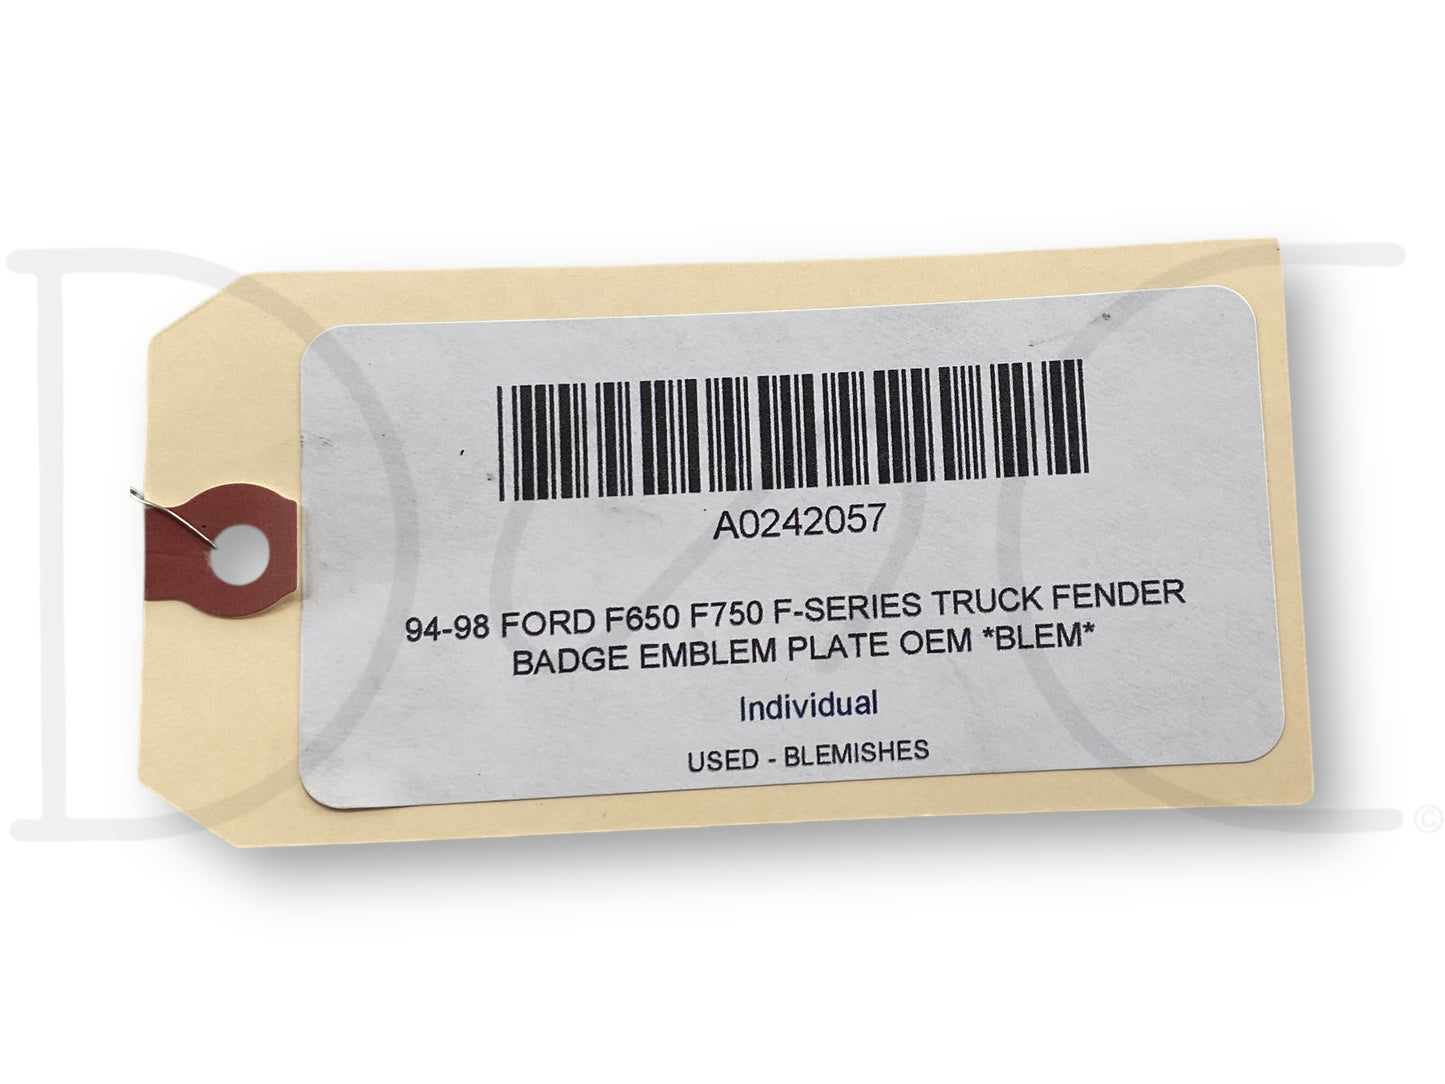 A0242057
94-98 FORD F650 F750 F-SERIES TRUCK FENDER
BADGE EMBLEM PLATE OEM *BLEM*
Individual
USED - BLEMISHES
©